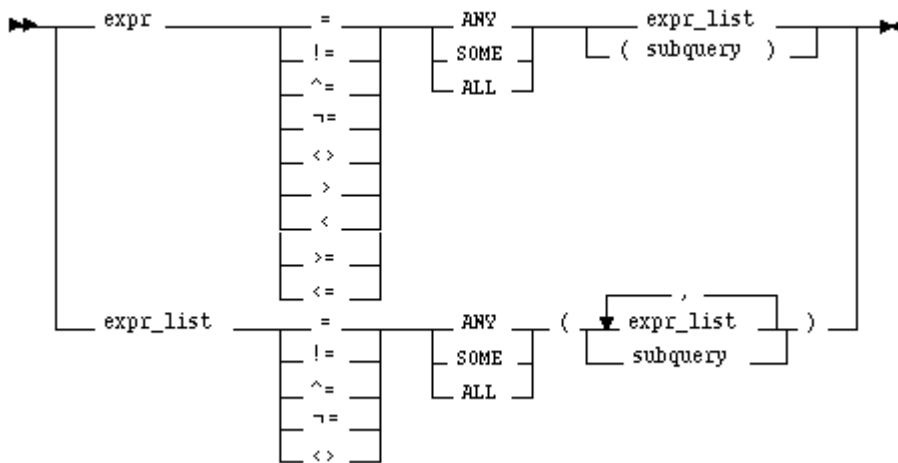 expr = ANY expr_list
!= SOME ( subquery )
^= ALL
¬=
<>
>
<
>=
<=
,
expr_list = ANY ( expr_list )
!= SOME subquery
^= ALL
¬=
<>